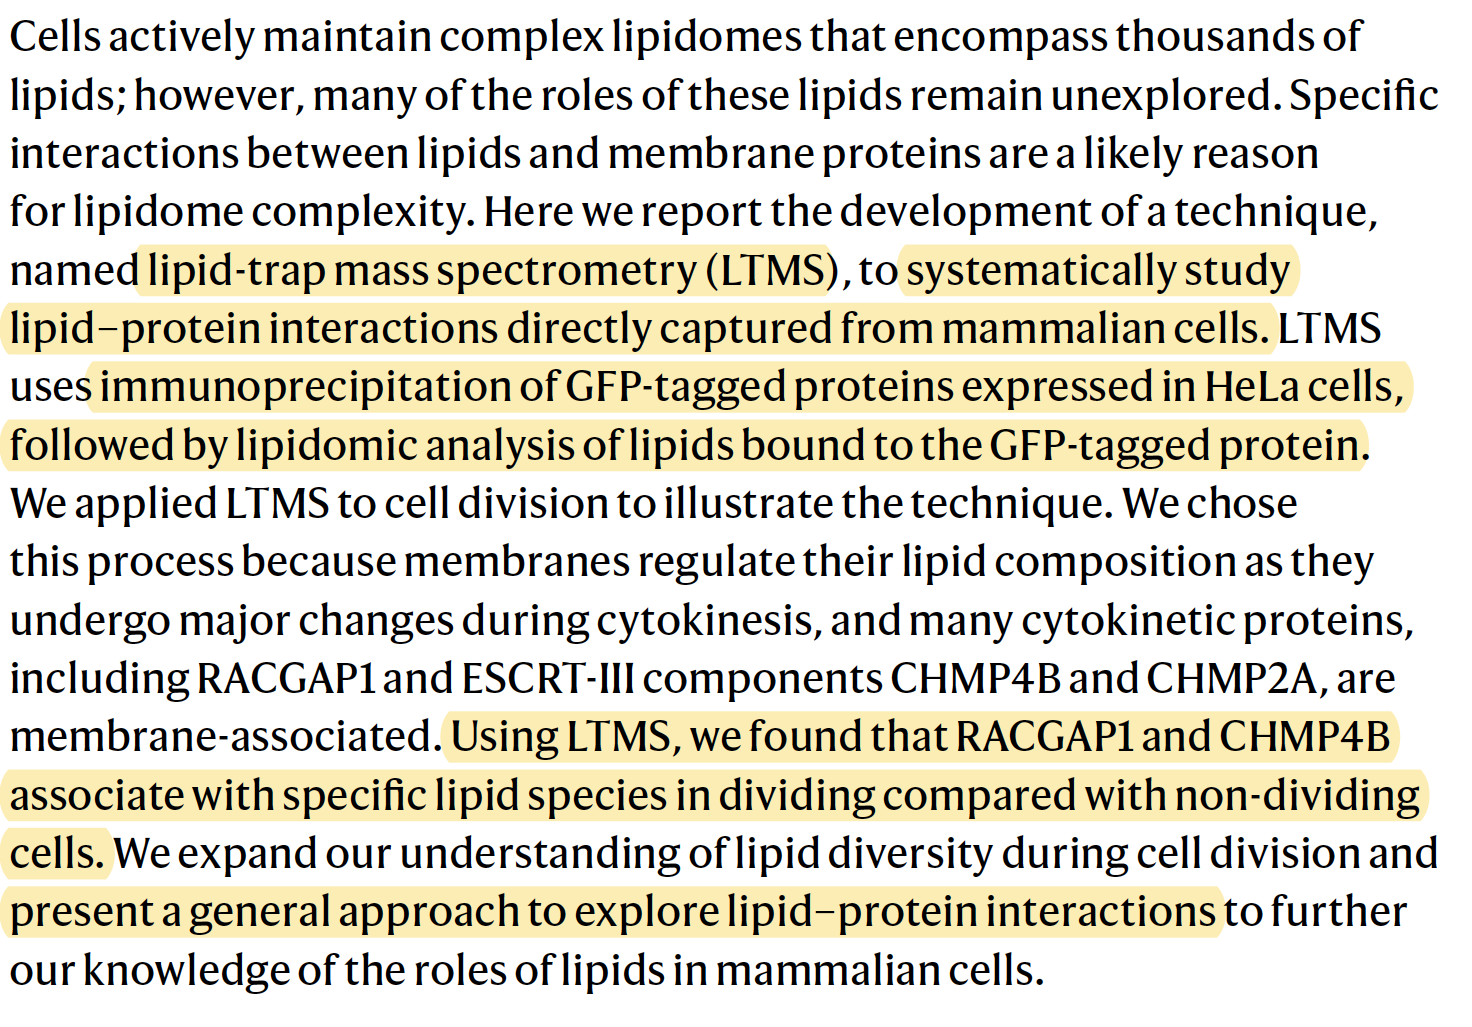 Cells actively maintain complex lipidomes that encompass thousands of
lipids; however, many of the roles of these lipids remain unexplored. Specific
interactions between lipids and membrane proteins are a likely reason
for lipidome complexity. Here we report the development of a technique,
named lipid-trap mass spectrometry (LTMS), to systematically study
lipid–protein interactions directly captured from mammalian cells. LTMS
uses immunoprecipitation of GFP-tagged proteins expressed in HeLa cells,
followed by lipidomic analysis of lipids bound to the GFP-tagged protein.
We applied LTMS to cell division to illustrate the technique. We chose
this process because membranes regulate their lipid composition as they
undergo major changes during cytokinesis, and many cytokinetic proteins,
including RACGAP1 and ESCRT-III components CHMP4B and CHMP2A, are
membrane-associated. Using LTMS, we found that RACGAP1 and CHMP4B
associate with specific lipid species in dividing compared with non-dividing
cells. We expand our understanding of lipid diversity during cell division and
present a general approach to explore lipid–protein interactions to further
our knowledge of the roles of lipids in mammalian cells.